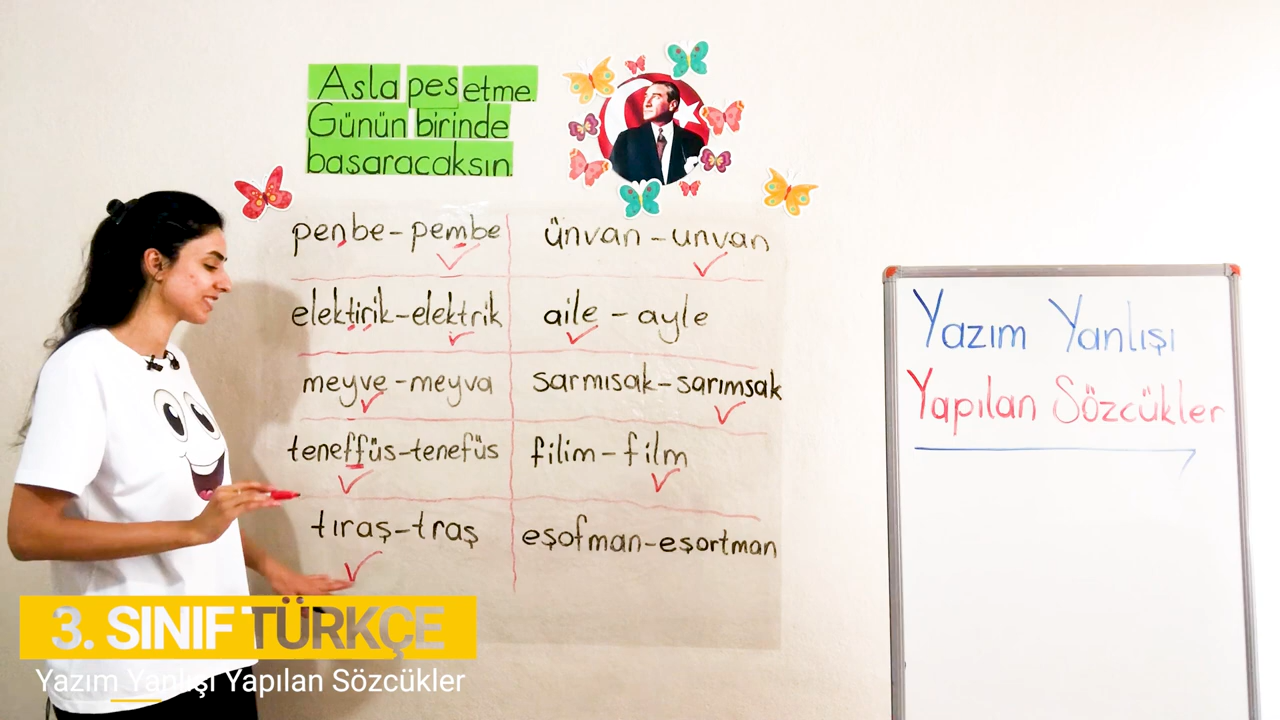 Asla pes etme.
Günün birinde
başaracaksın.
penbe-pembe
ünvan-unvan
elektirik-elektrik
aile-ayle
meyve-meyva
sarmısak-sarımsak
teneffüs-tenefüs
filim-film
tıraş-traş
eşofman-eşortman
Yazım Yanlışı
Yapılan Sözcükler
3. SINIF TÜRKÇE
Yazım Yanlışı Yapılan Sözcükler